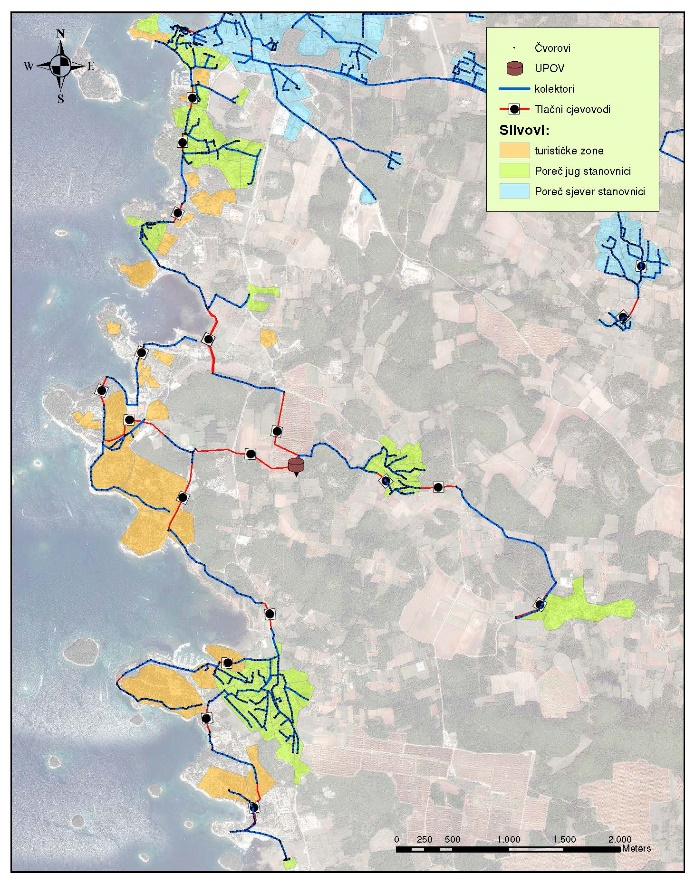 N
W E
S
Čvorovi
UPOV
kolektori
Tlačni cjevovodi
Slivovi:
turističke zone
Poreč jug stanovnici
Poreč sjever stanovnici
0 250 500 1.000 1.500 2.000
Meters